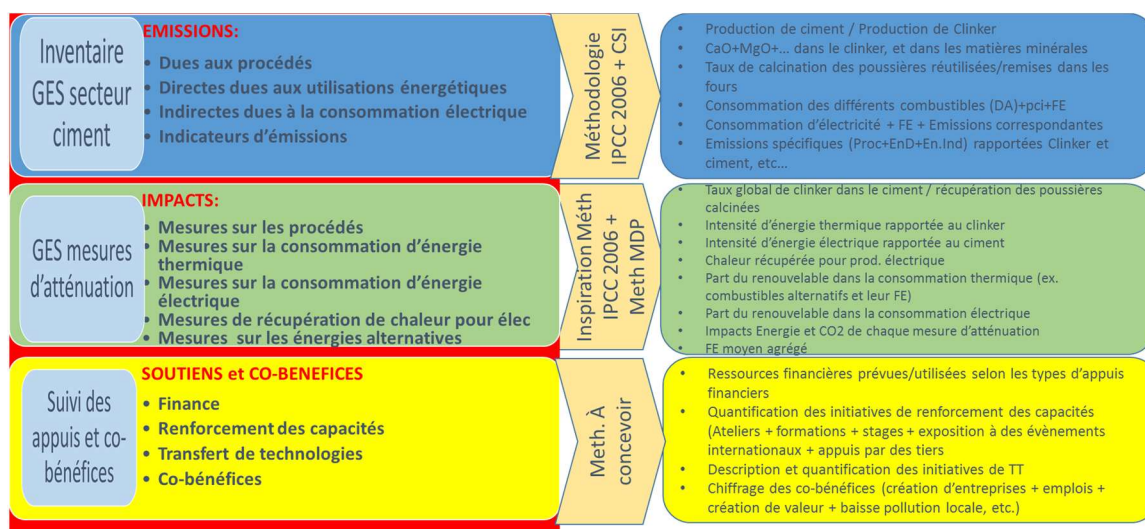 Inventaire
GES secteur
ciment
EMISSIONS:
• Dues aux procédés
• Directes dues aux utilisations énergétiques
• Indirectes dues à la consommation électrique
• Indicateurs d'émissions
Méthodologie
IPCC 2006 + CSI
• Production de ciment / Production de Clinker
• CaO+MgO+... dans le clinker, et dans les matières minérales
• Taux de calcination des poussières réutilisées/remises dans les
fours
• Consommation des différents combustibles (DA)+pci+FE
• Consommation d'électricité + FE + Emissions correspondantes
• Emissions spécifiques (Proc+EnD+En.Ind) rapportées Clinker et
ciment, etc...
GES mesures
d'atténuation
IMPACTS:
• Mesures sur les procédés
• Mesures sur la consommation d'énergie
thermique
• Mesures sur la consommation d'énergie
électrique
• Mesures de récupération de chaleur pour élec
• Mesures sur les énergies alternatives
Inspiration Méth
IPCC 2006 +
Meth MDP
• Taux global de clinker dans le ciment / récupération des poussières
calcinées
• Intensité d'énergie thermique rapportée au clinker
• Intensité d'énergie électrique rapportée au ciment
• Chaleur récupérée pour prod. électrique
• Part du renouvelable dans la consommation thermique (ex.
combustibles alternatifs et leur FE)
• Part du renouvelable dans la consommation électrique
• Impacts Energie et CO2 de chaque mesure d'atténuation
• FE moyen agrégé
Suivi des
appuis et co-
bénéfices
SOUTIENS et CO-BENEFICES
• Finance
• Renforcement des capacités
• Transfert de technologies
• Co-bénéfices
Meth. À
concevoir
• Ressources financières prévues/utilisées selon les types d'appuis
financiers
• Quantification des initiatives de renforcement des capacités
(Ateliers + formations + stages + exposition à des évènements
internationaux + appuis par des tiers
• Description et quantification des initiatives de TT
• Chiffrage des co-bénéfices (création d'entreprises + emplois +
création de valeur + baisse pollution locale, etc.)